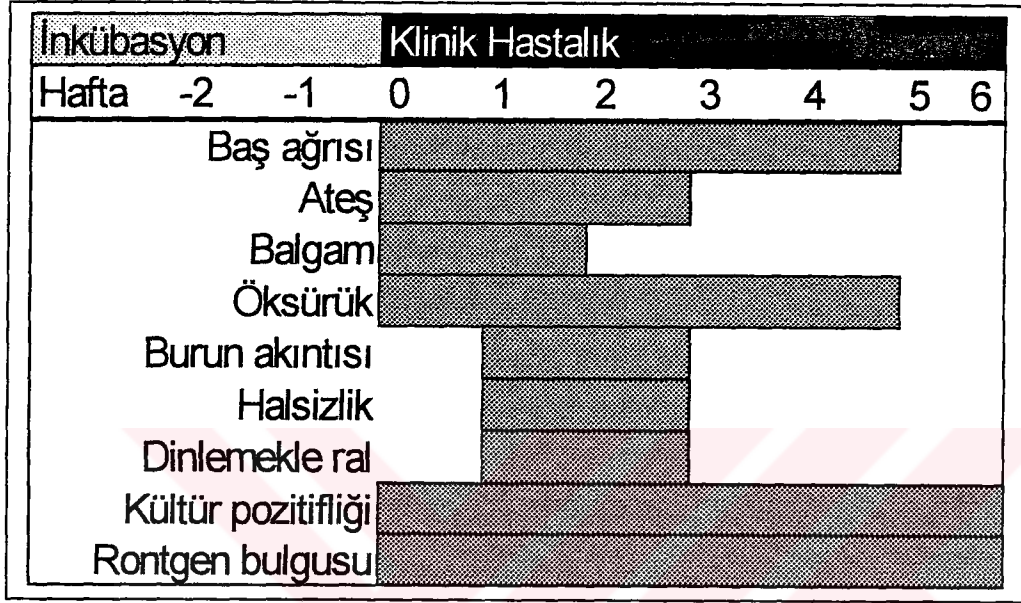 İnkübasyon Klinik Hastalık
Hafta -2 -1 0 1 2 3 4 5 6
Baş ağrısı
Ateş
Balgam
Öksürük
Burun akıntısı
Halsizlik
Dinlemekle ral
Kültür pozitifliği
Rontgen bulgusu